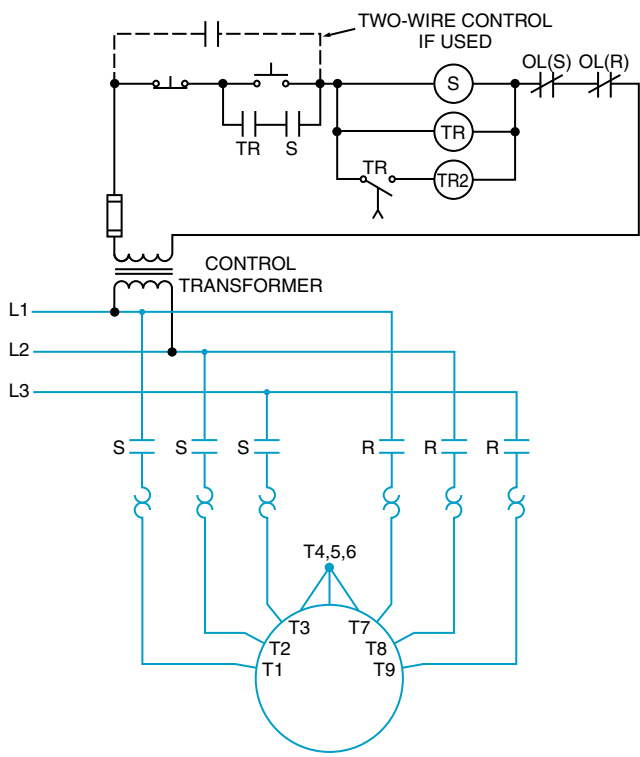 TWO-WIRE CONTROL
IF USED
OL(S) OL(R)
S
TR S
TR
TR
TR2
CONTROL
TRANSFORMER
L1
L2
L3
S S S R R R
T4,5,6
T3 T7
T2 T8
T1 T9